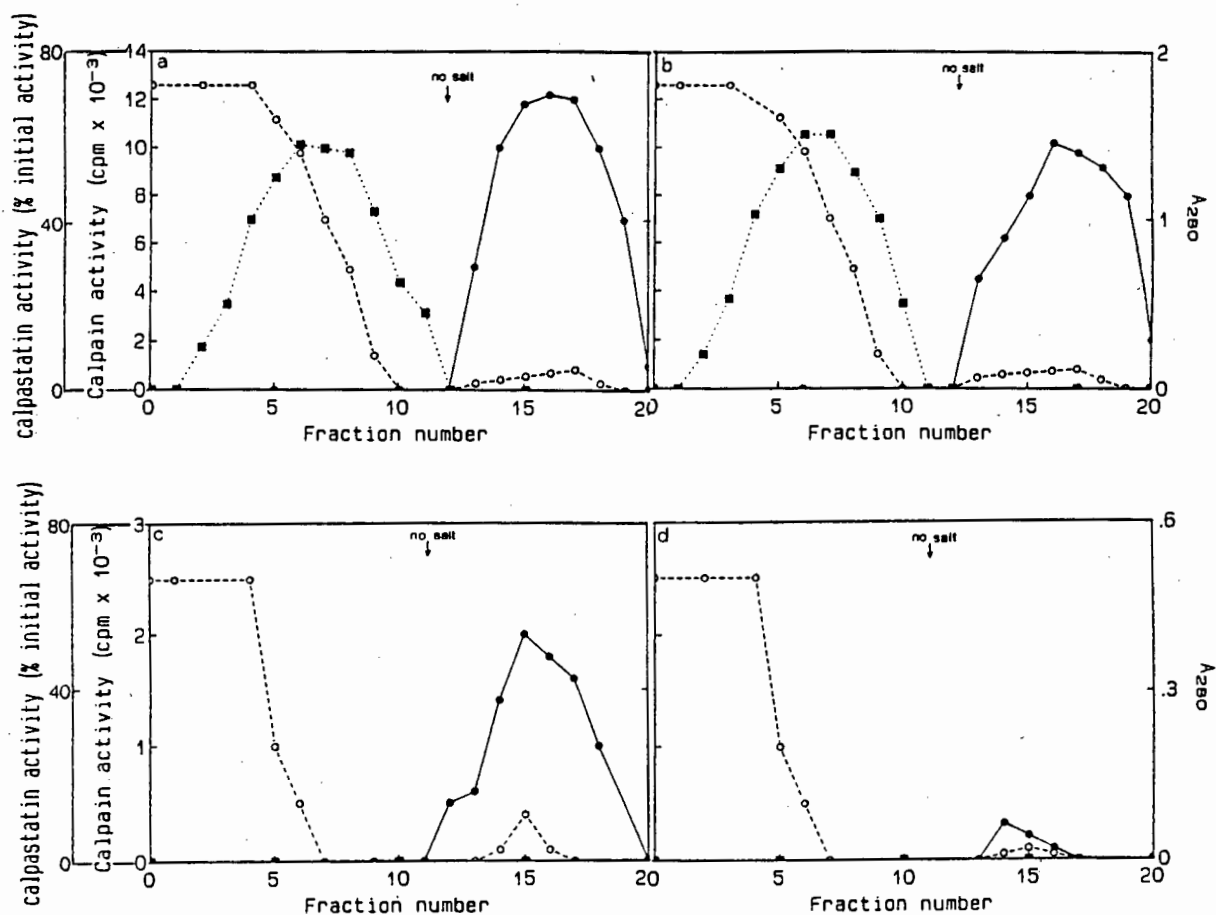 Calpastatin activity (% initial activity)
80
40
0
Calpain activity (cpm x 10⁻³)
14
12
10
8
6
4
2
0
a
no salt
0 5 10 15 20
Fraction number
b
no salt
5 10 15 20
Fraction number
2
1
0
A280
Calpastatin activity (% initial activity)
80
40
0
Calpain activity (cpm x 10⁻³)
3
2
1
0
c
no salt
0 5 10 15 20
Fraction number
d
no salt
5 10 15 20
Fraction number
.6
.3
0
A280